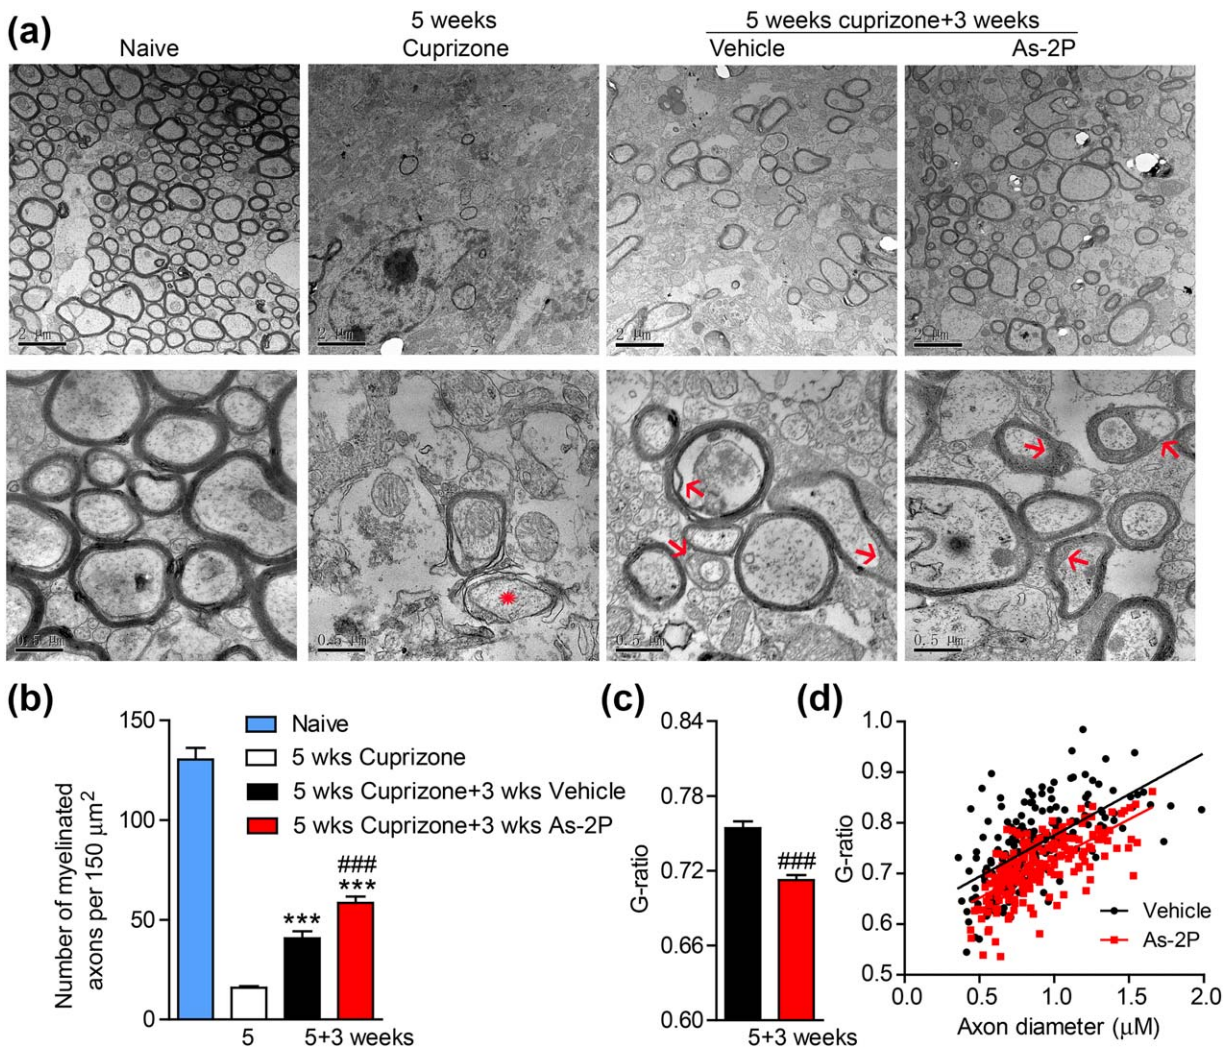 (a)
Naive
5 weeks
Cuprizone
5 weeks cuprizone+3 weeks
Vehicle
As-2P
2 μm
2 μm
2 μm
2 μm
0.5 μm
0.5 μm
0.5 μm
0.5 μm
(b)
Number of myelinated
axons per 150 μm²
150
100
50
0
Naive
5 wks Cuprizone
5 wks Cuprizone+3 wks Vehicle
5 wks Cuprizone+3 wks As-2P
***
###
***
5
5+3 weeks
(c)
G-ratio
0.84
0.78
0.72
0.66
0.60
###
5+3 weeks
(d)
G-ratio
1.0
0.9
0.8
0.7
0.6
0.5
Vehicle
As-2P
0.0
0.5
1.0
1.5
2.0
Axon diameter (μM)